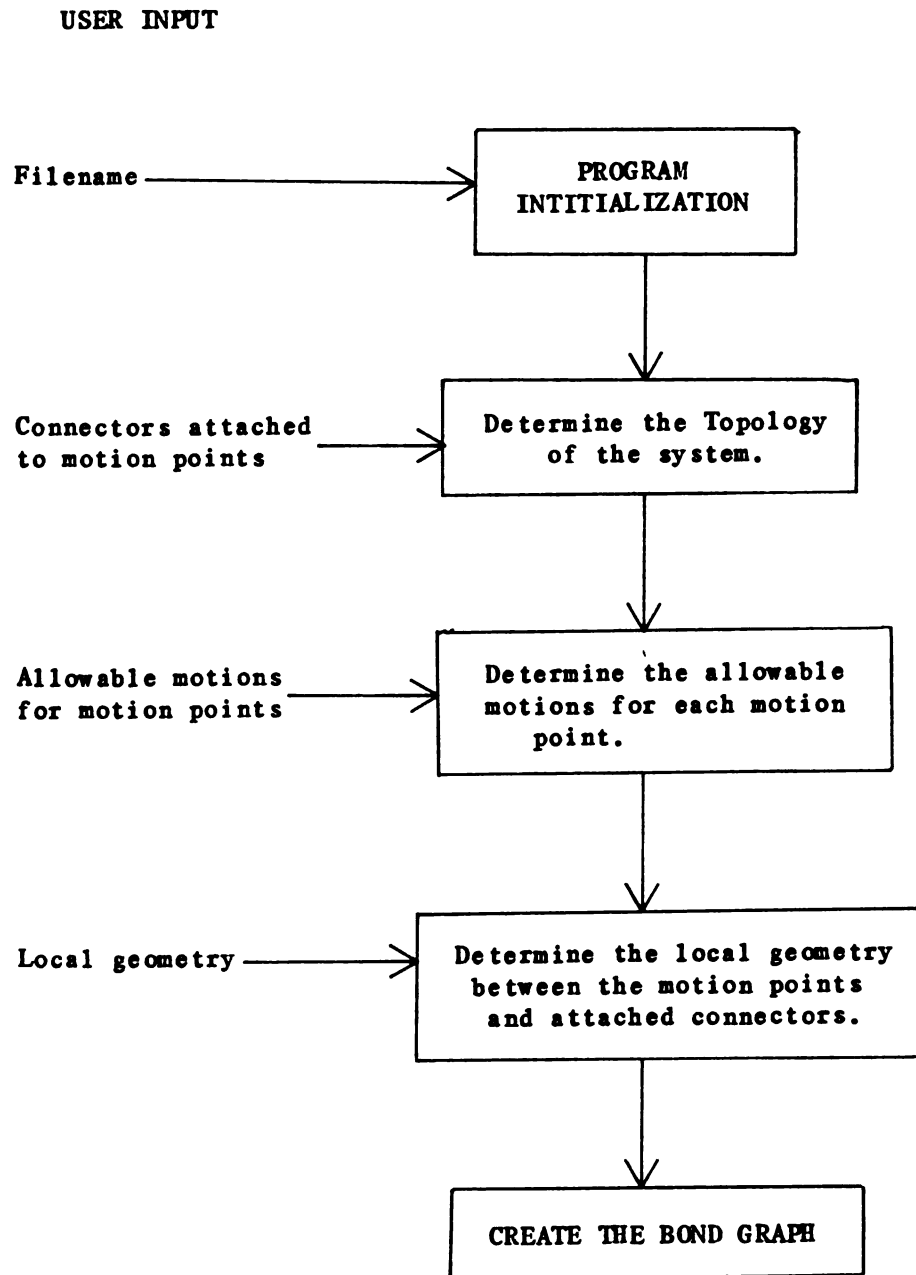 USER INPUT
Filename
PROGRAM
INTITIALIZATION
Connectors attached
to motion points
Determine the Topology
of the system.
Allowable motions
for motion points
Determine the allowable
motions for each motion
point.
Local geometry
Determine the local geometry
between the motion points
and attached connectors.
CREATE THE BOND GRAPH